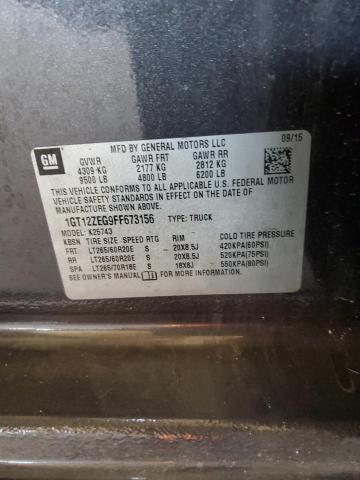 MFD BY GENERAL MOTORS LLC
09/15
GM
GVWR GAWR FRT GAWR RR
4309 KG 2177 KG 2812 KG
9500 LB 4800 LB 6200 LB
THIS VEHICLE CONFORMS TO ALL APPLICABLE U.S. FEDERAL
MOTOR VEHICLE SAFETY STANDARDS IN EFFECT ON THE DATE OF
MANUFACTURE SHOWN ABOVE.
1GT12ZEG9FF673156 TYPE: TRUCK
MODEL: K25743
KBSN TIRE SIZE SPEED RTG RIM COLD TIRE PRESSURE
FRT LT265/60R20E S 20X8.5J 420KPA(60PSI)
RR LT265/60R20E S 20X8.5J 520KPA(75PSI)
SPA LT265/70R18E S 18X8J 550KPA(80PSI)
SEE OWNER'S MANUAL FOR ADDITIONAL INFORMATION.